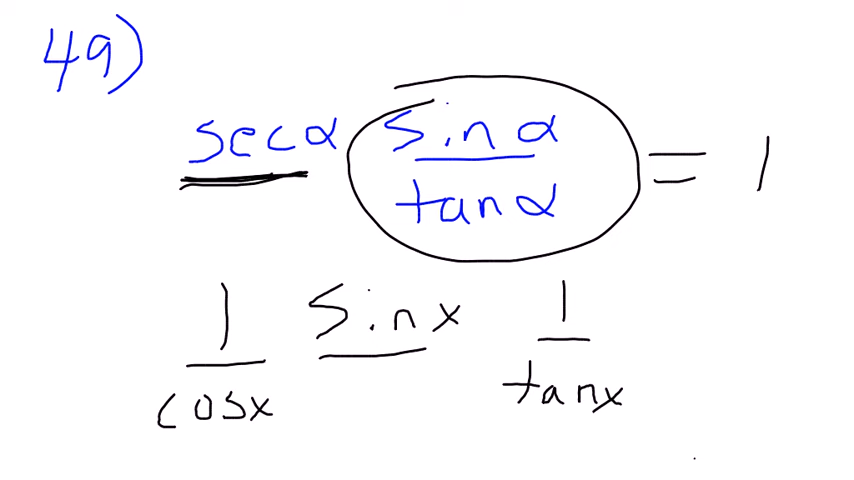 49)
secα sinα/tanα = 1
1/cosx sinx 1/tanx